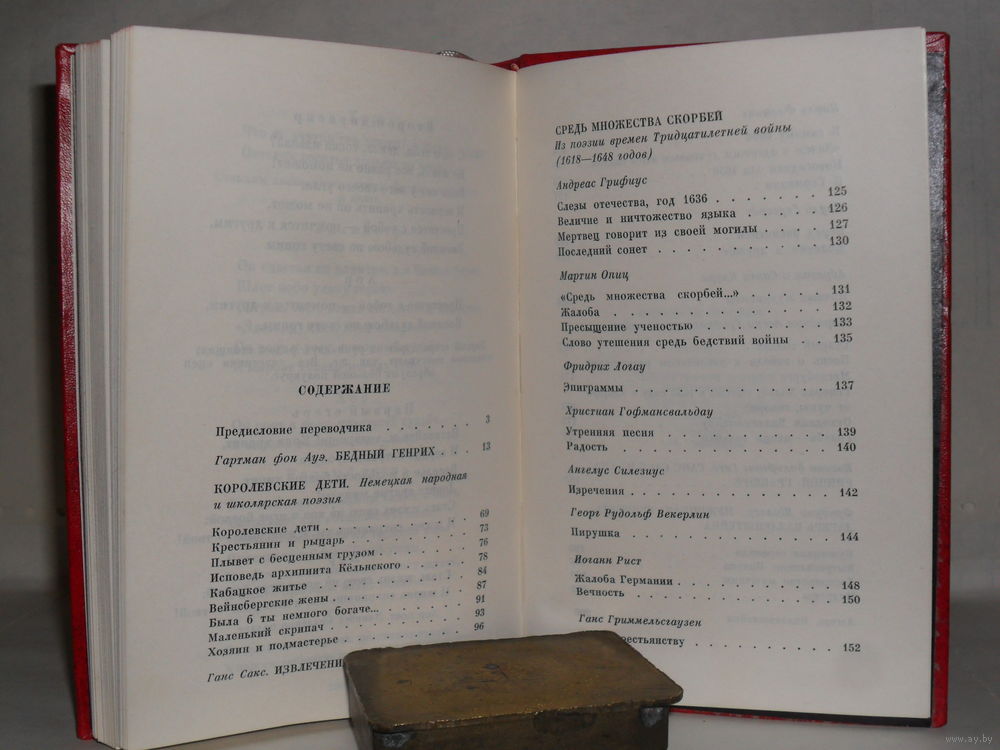 СОДЕРЖАНИЕ
Предисловие переводчика . . . . . . . 3
Гартман фон Ауэ. БЕДНЫЙ ГЕНРИХ . . . 13
КОРОЛЕВСКИЕ ДЕТИ. Немецкая народная
и школярская поэзия
Королевские дети . . . . . . . . . . 69
Крестьянин и рыцарь . . . . . . . . 73
Плывет с бесценным грузом . . . . . . 76
Исповедь архипиита Кёльнского . . . . 78
Кабацкое житье . . . . . . . . . . 84
Вейнсбергские жены . . . . . . . . . 87
Была б ты немного богаче... . . . . . . 91
Маленький скрипач . . . . . . . . . 93
Хозяин и подмастерье . . . . . . . . 96
Ганс Сакс. ИЗВЛЕЧЕНИ
СРЕДЬ МНОЖЕСТВА СКОРБЕЙ
Из поэзии времен Тридцатилетней войны
(1618—1648 годов)
Андреас Грифиус
Слезы отечества, год 1636 . . . . . . . 125
Величие и ничтожество языка . . . . . 126
Мертвец говорит из своей могилы . . . . 127
Последний сонет . . . . . . . . . . 130
Мартин Опиц
«Средь множества скорбей...» . . . . . . 131
Жалоба . . . . . . . . . . . . . 132
Пресыщение ученостью . . . . . . . . 133
Слово утешения средь бедствий войны . . 135
Фридрих Логау
Эпиграммы . . . . . . . . . . . . 137
Христиан Гофмансвальдау
Утренняя песня . . . . . . . . . . 139
Радость . . . . . . . . . . . . . 140
Ангелус Силезиус
Изречения . . . . . . . . . . . . 142
Георг Рудольф Векерлин
Пирушка . . . . . . . . . . . . . 144
Иоганн Рист
Жалоба Германии . . . . . . . . . . 148
Вечность . . . . . . . . . . . . . 150
Ганс Гриммельсгаузен
рестьянству . . . . . . . . . . 152
www.ay.by